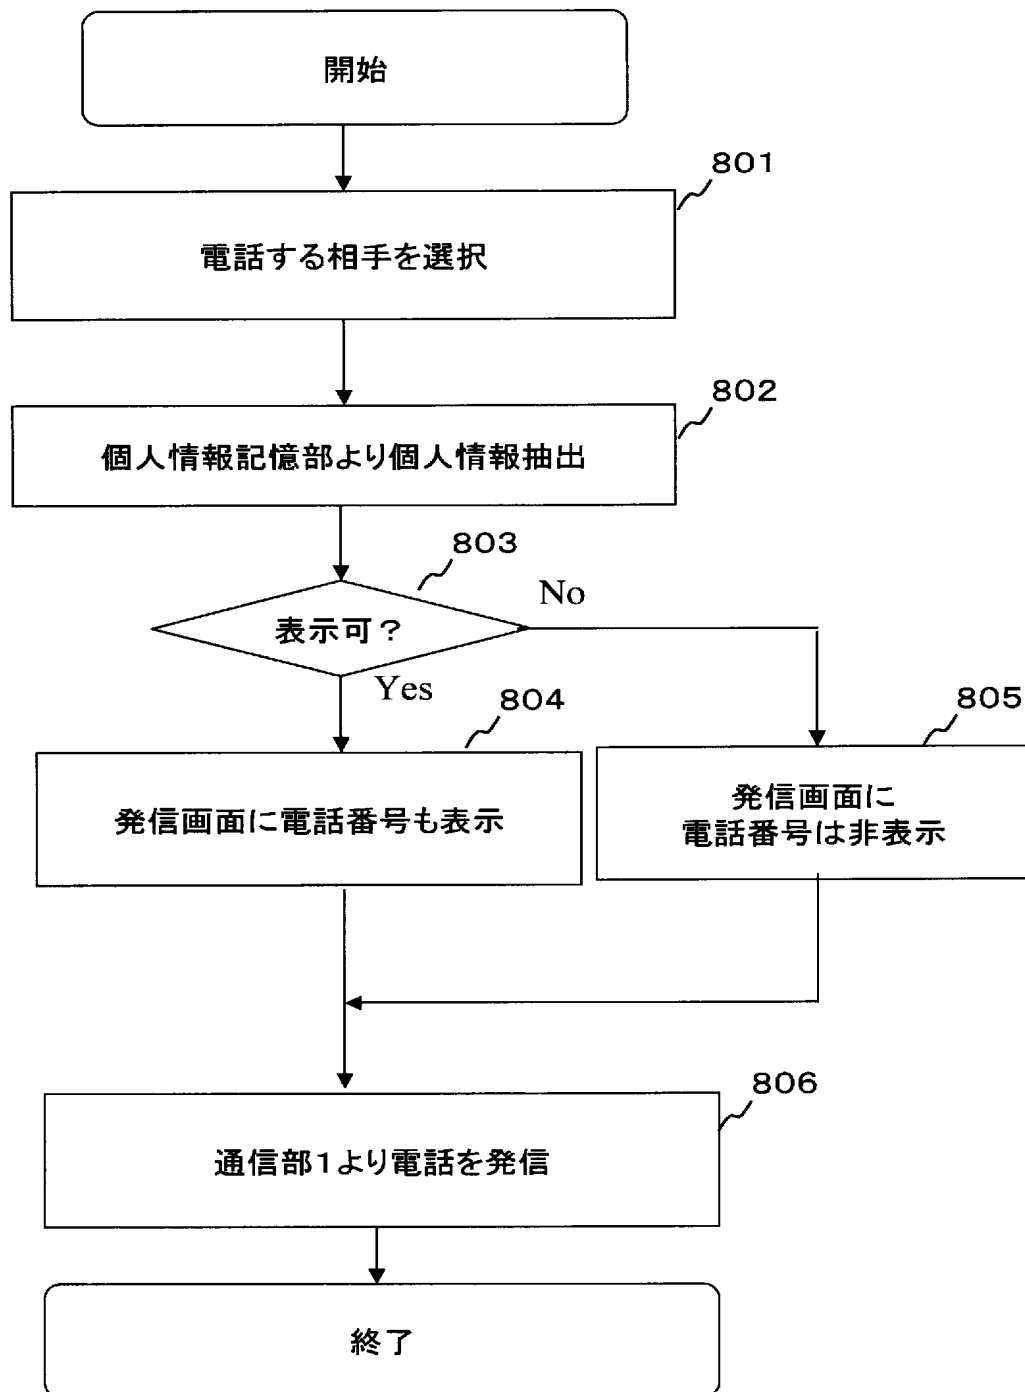 開始
801
電話する相手を選択
802
個人情報記憶部より個人情報抽出
803
表示可？
No
Yes
804
発信画面に電話番号も表示
805
発信画面に
電話番号は非表示
806
通信部１より電話を発信
終了